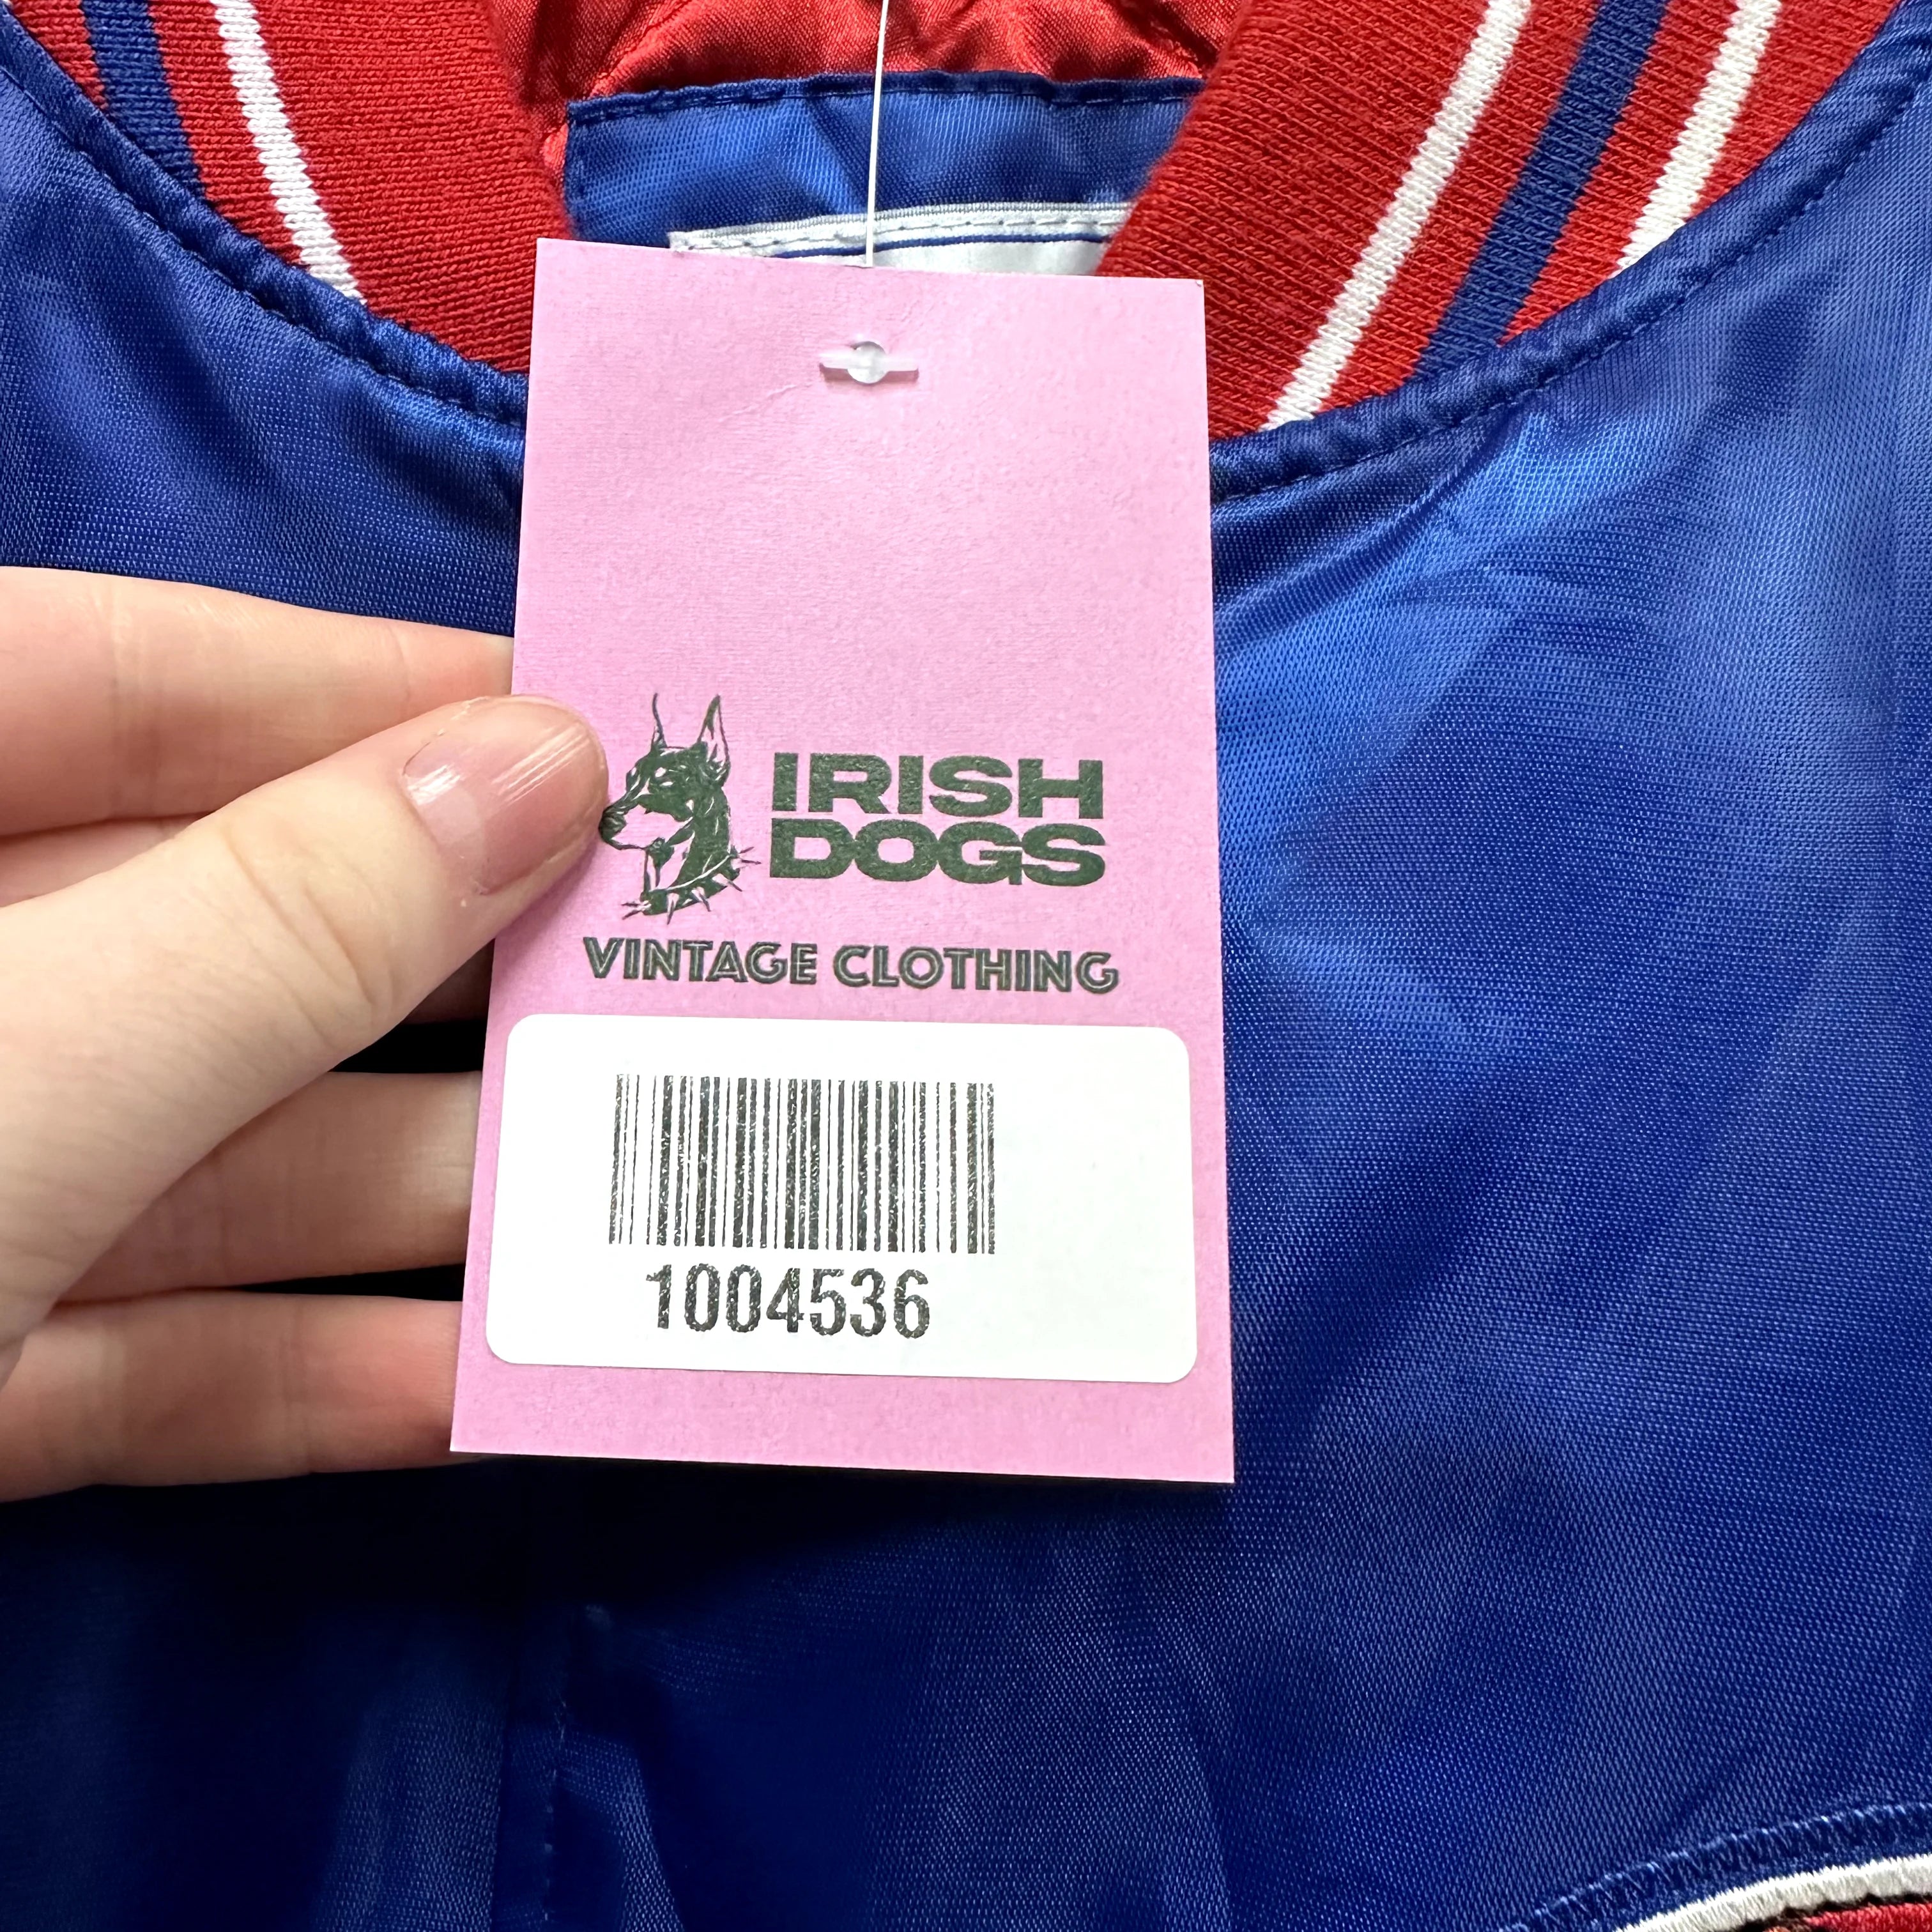 IRISH
DOGS
VINTAGE CLOTHING
1004536